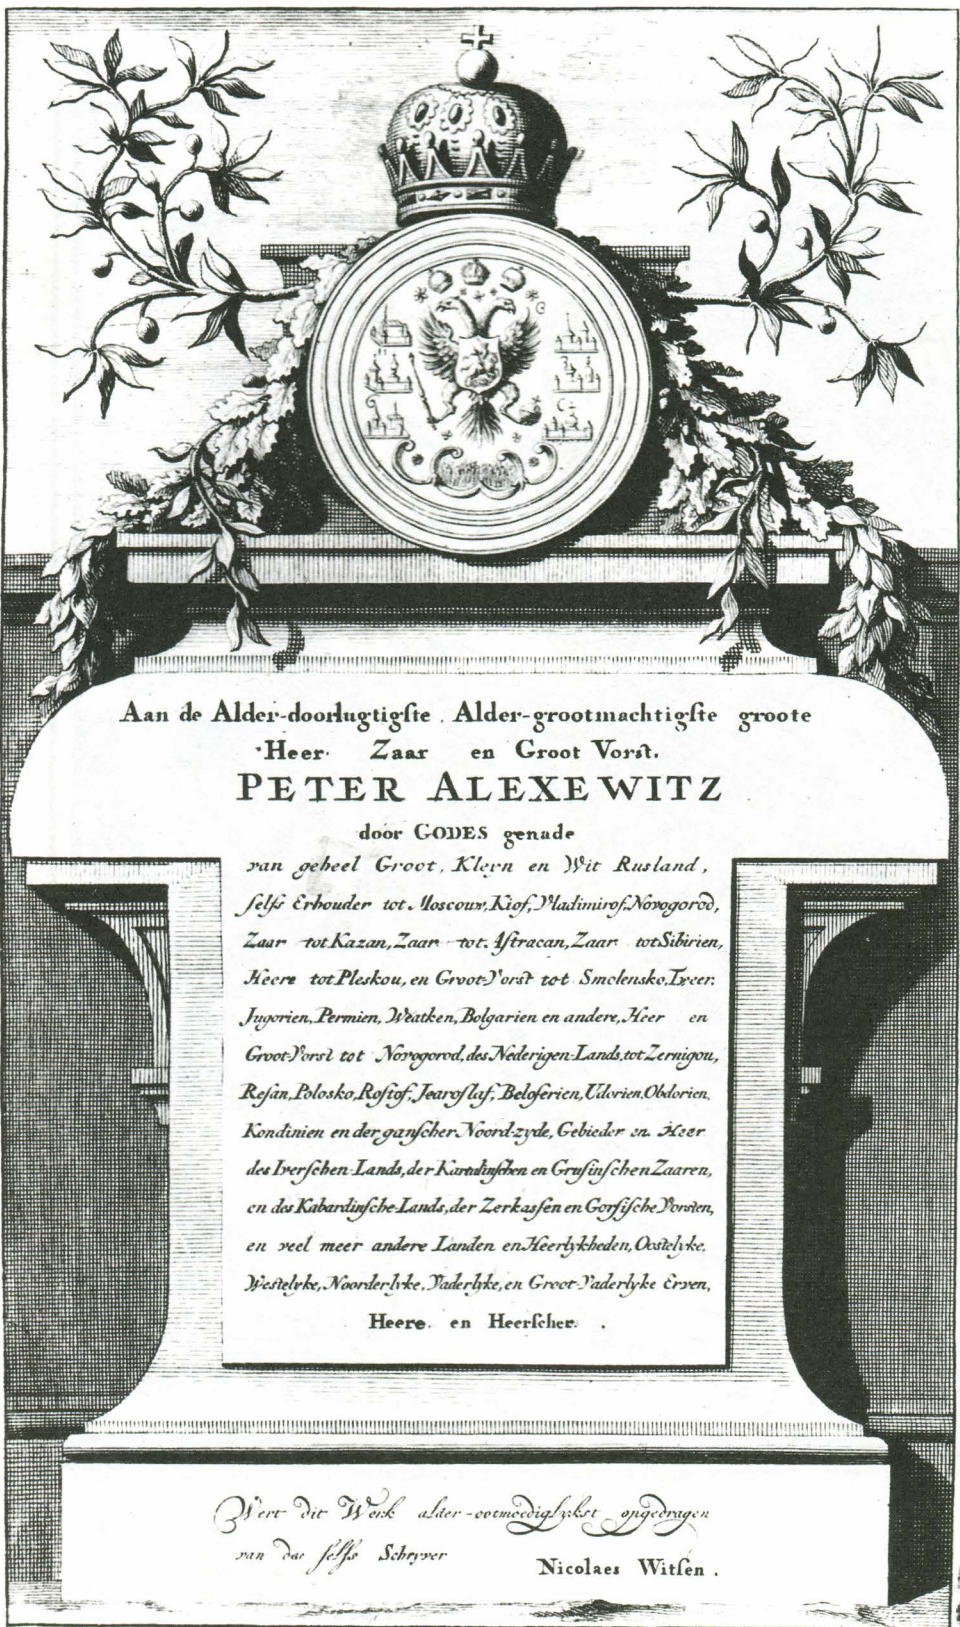 Aan de Alder-doorlugtigſte, Alder-grootmachtigſte groote
Heer Zaar en Groot Vorſt.
PETER ALEXEWITZ
door GODES genade
van geheel Groot, Kleyn en Wit Rusland,
ſelfs Erhouder tot Moscouw, Kiof, Vladimirof, Novogorod,
Zaar tot Kazan, Zaar tot Aſtracan, Zaar tot Sibirien,
Heere tot Pleskou, en Groot-Vorſt tot Smolensko, Tweer,
Jugorien, Permien, Weatken, Bolgarien en andere, Heer en
Groot-Vorst tot Novogorod, des Nederigen-Lands, tot Zernigou,
Reſan, Polosko, Roſtof, Jearoſlaf, Beloſerien, Udorien, Obdorien,
Kondinien en der ganſcher Noord-zyde, Gebieder en Heer
des Iverſchen-Lands, der Kartalinſchen en Gruſinſchen Zaaren,
en des Kabardinſche-Lands, der Zerkaſſen en Gorſiſche Vorsten,
en veel meer andere Landen en Heerlykheden, Oostelyke,
Westelyke, Noorderlyke, Vaderlyke, en Groot-Vaderlyke Erven,
Heere en Heerſcher.
Wert dit Werk alder-ootmoediglykst opgedragen
van des ſelfs Schryver Nicolaes Witſen.